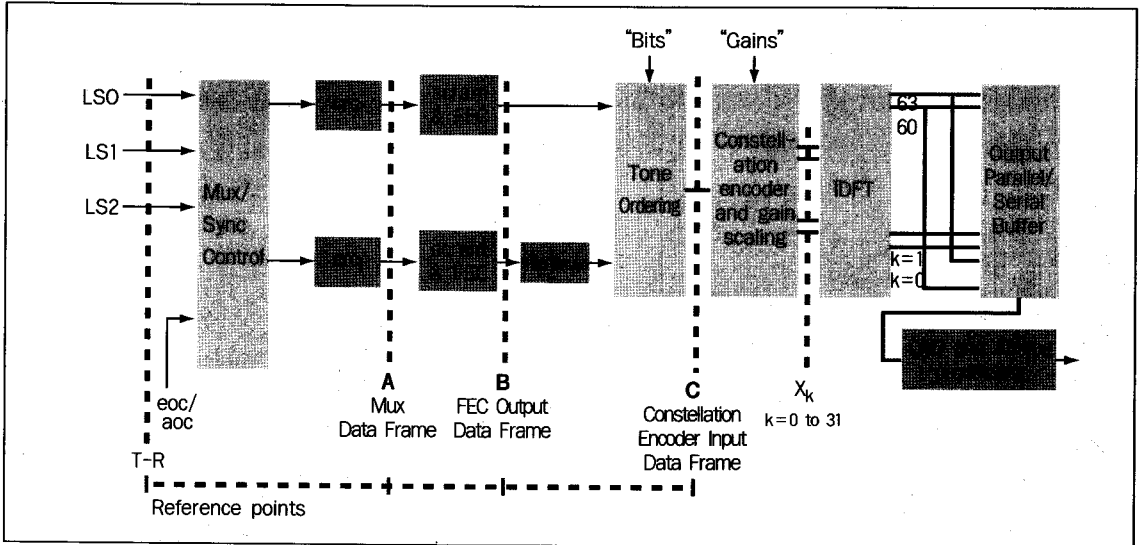 "Bits"
"Gains"
LS0
LS1
LS2
Mux/
Sync
Control
eoc/
aoc
T-R
A
Mux
Data Frame
B
FEC Output
Data Frame
Tone
Ordering
C
Constellation
Encoder Input
Data Frame
Constell-
ation
encoder
and gain
scaling
X_k
k=0 to 31
IDFT
63
60
k=1
k=0
Output
Parallel/
Serial
Buffer
Reference points